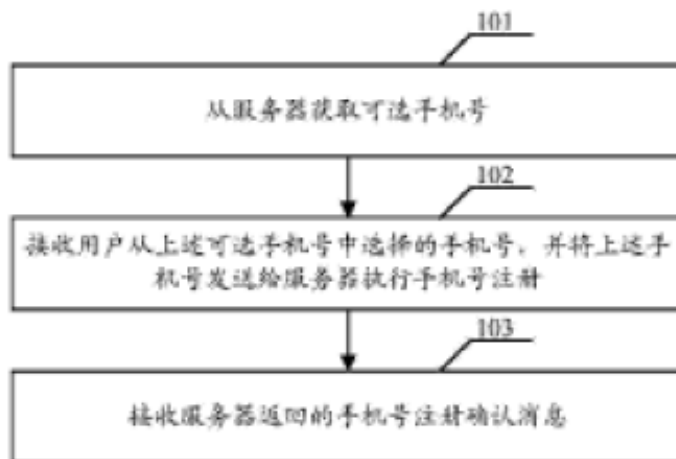 101
从服务器获取可选手机号
102
接收用户从上述可选手机号中选择的手机号，并将上述手
机号发送给服务器执行手机号注册
103
接收服务器返回的手机号注册确认消息